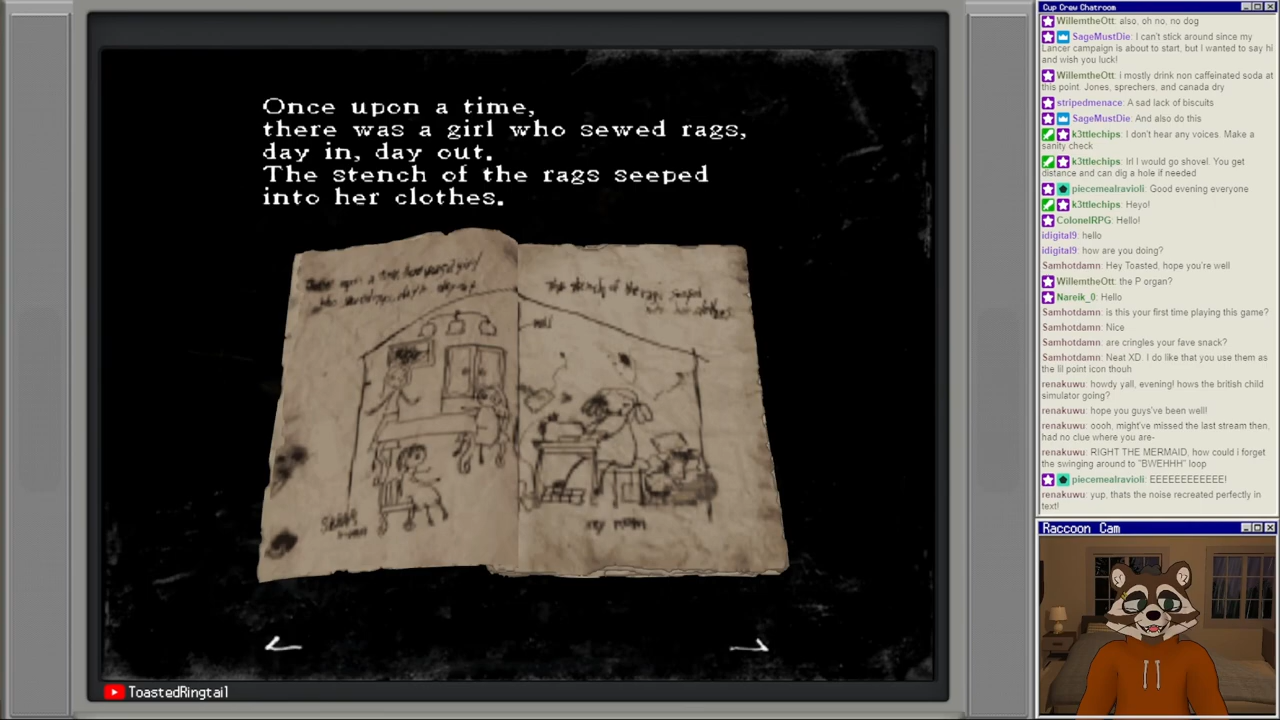 Once upon a time,
there was a girl who sewed rags,
day in, day out.
The stench of the rags seeped
into her clothes.
the stench of the rags seeped
my room
ToastedRingtail
Cup Crew Chatroom
WillemtheOtt: also, oh no, no dog
SageMustDie: I can't stick around since my
Lancer campaign is about to start, but I wanted to say hi
and wish you luck!
WillemtheOtt: i mostly drink non caffeinated soda at
this point. Jones, sprechers, and canada dry
stripedmenace: A sad lack of biscuits
SageMustDie: And also do this
k3ttlechips: I don't hear any voices. Make a
sanity check
k3ttlechips: Irl I would go shovel. You get
distance and can dig a hole if needed
piecemealravioli: Good evening everyone
k3ttlechips: Heyo!
ColonelRPG: Hello!
idigital9: hello
idigital9: how are you doing?
Samhotdamn: Hey Toasted, hope you're well
WillemtheOtt: the P organ?
Nareik_0: Hello
Samhotdamn: is this your first time playing this game?
Samhotdamn: Nice
Samhotdamn: are cringles your fave snack?
Samhotdamn: Neat XD. I do like that you use them as
the lil point icon thouh
renakuwu: howdy yall, evening! hows the british child
simulator going?
renakuwu: hope you guys've been well!
renakuwu: oooh, might've missed the last stream then,
had no clue where you are-
renakuwu: RIGHT THE MERMAID, how could i forget
the swinging around to "BWEHHH" loop
piecemealravioli: EEEEEEEEEEEE!
renakuwu: yup, thats the noise recreated perfectly in
text!
Raccoon Cam